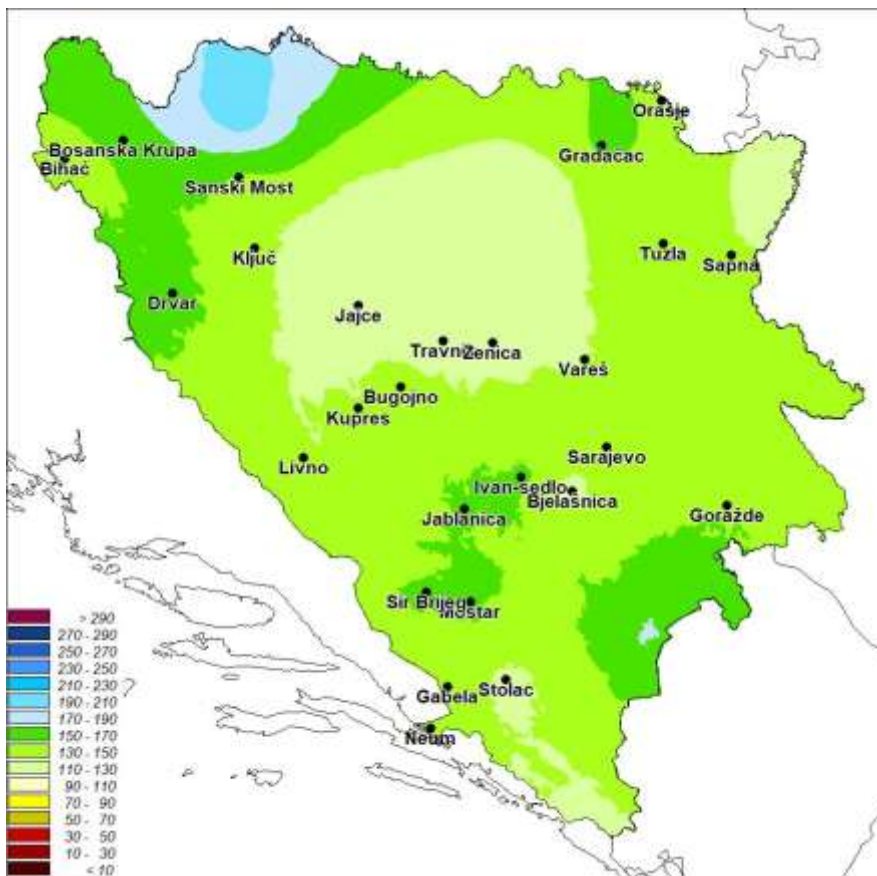 Orašje
Bosanska Krupa
Bihać
Gradačac
Sanski Most
Ključ
Tuzla
Sapna
Drvar
Jajce
Travnik
Zenica
Vareš
Bugojno
Kupres
Livno
Sarajevo
Ivan-sedlo
Bjelašnica
Jablanica
Goražde
Šir Brijeg
Mostar
Gabela
Stolac
Neum
> 290
270 - 290
250 - 270
230 - 250
210 - 230
190 - 210
170 - 190
150 - 170
130 - 150
110 - 130
90 - 110
70 - 90
50 - 70
30 - 50
10 - 30
< 10